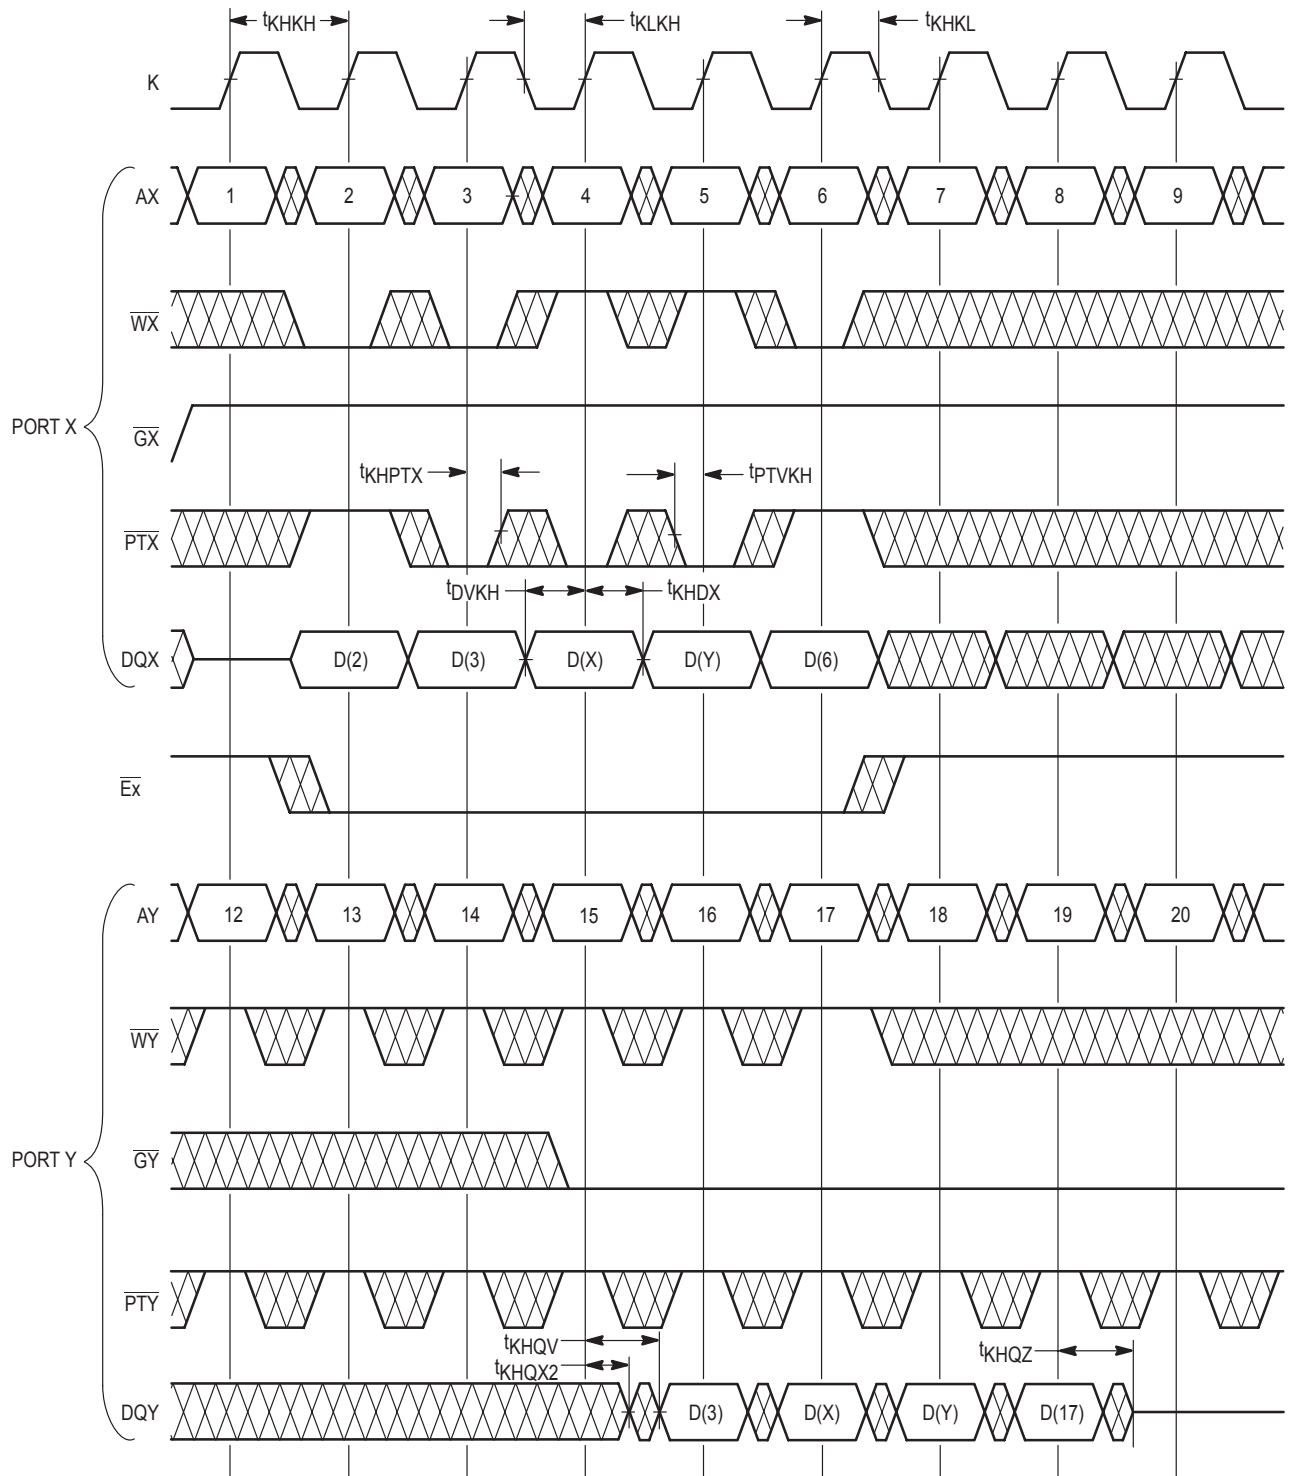 tKHKH tKLKH tKHKL
K
AX 1 2 3 4 5 6 7 8 9
WX
PORT X
GX
tKHPTX tPTVKH
PTX
tDVKH tKHDX
DQX D(2) D(3) D(X) D(Y) D(6)
Ex
AY 12 13 14 15 16 17 18 19 20
WY
PORT Y
GY
PTY
tKHQV
tKHQX2
tKHQZ
DQY D(3) D(X) D(Y) D(17)